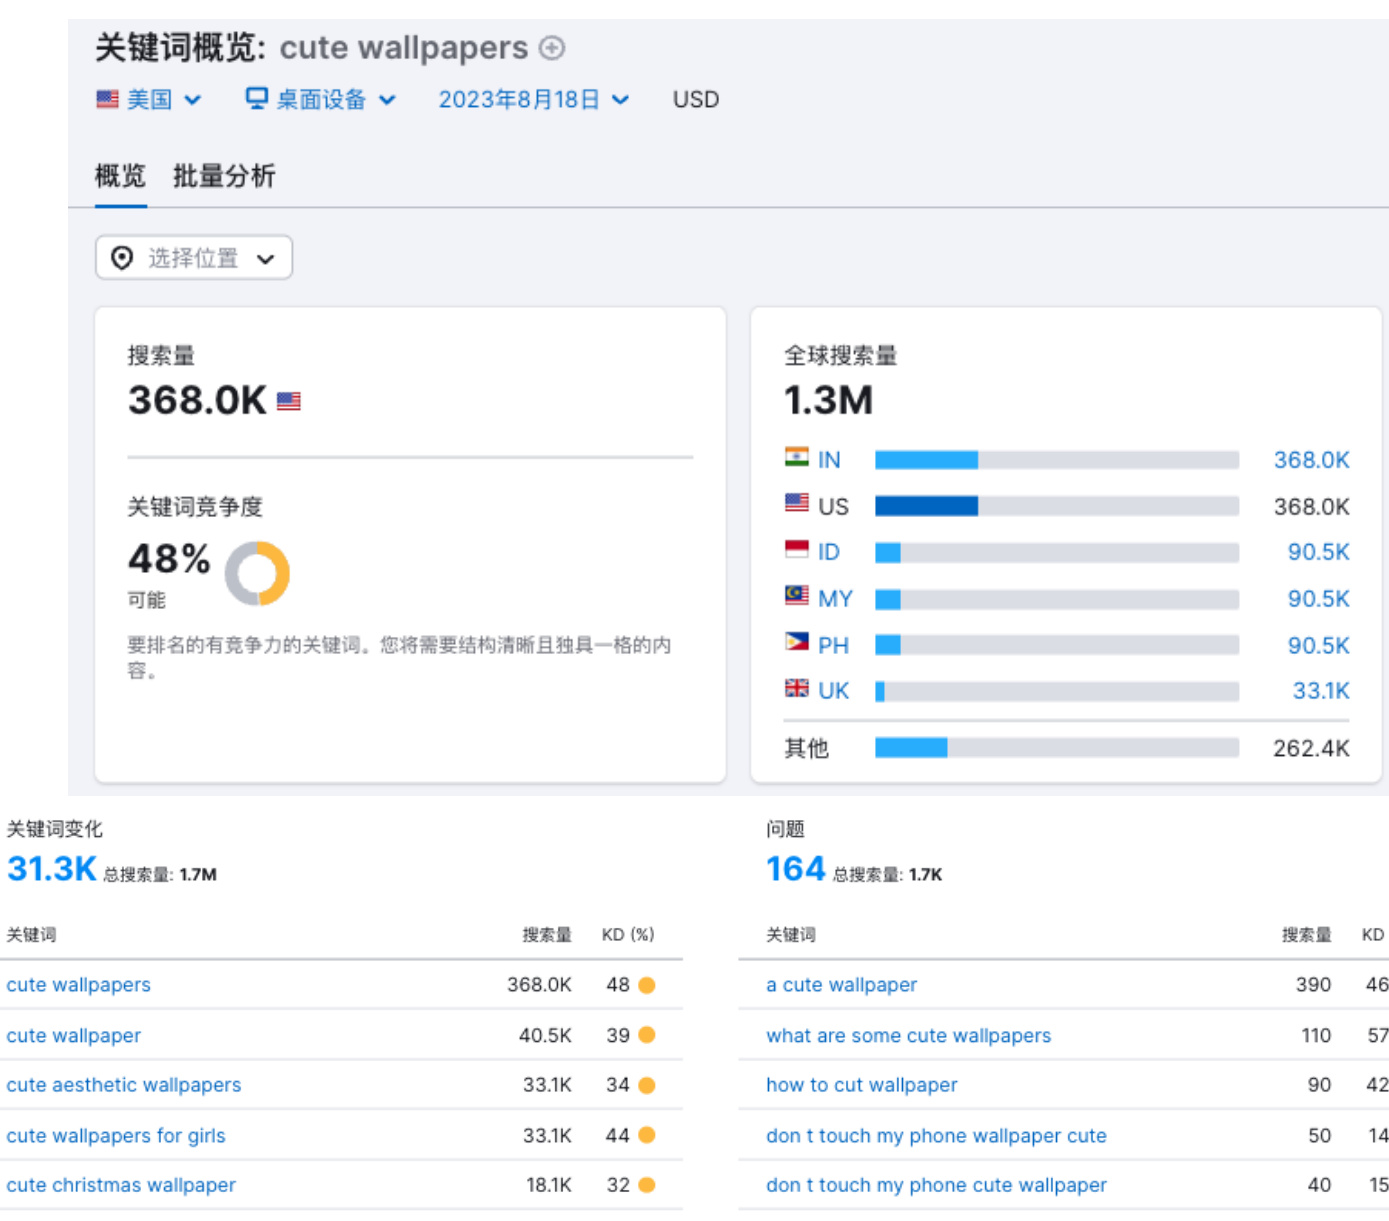 关键词概览: cute wallpapers
美国 桌面设备 2023年8月18日 USD
概览 批量分析
选择位置
搜索量
368.0K
关键词竞争度
48%
可能
要排名的有竞争力的关键词。您将需要结构清晰且独具一格的内
容。
全球搜索量
1.3M
IN 368.0K
US 368.0K
ID 90.5K
MY 90.5K
PH 90.5K
UK 33.1K
其他 262.4K
关键词变化
31.3K 总搜索量: 1.7M
关键词 搜索量 KD (%)
cute wallpapers 368.0K 48
cute wallpaper 40.5K 39
cute aesthetic wallpapers 33.1K 34
cute wallpapers for girls 33.1K 44
cute christmas wallpaper 18.1K 32
问题
164 总搜索量: 1.7K
关键词 搜索量 KD
a cute wallpaper 390 46
what are some cute wallpapers 110 57
how to cut wallpaper 90 42
don t touch my phone wallpaper cute 50 14
don t touch my phone cute wallpaper 40 15